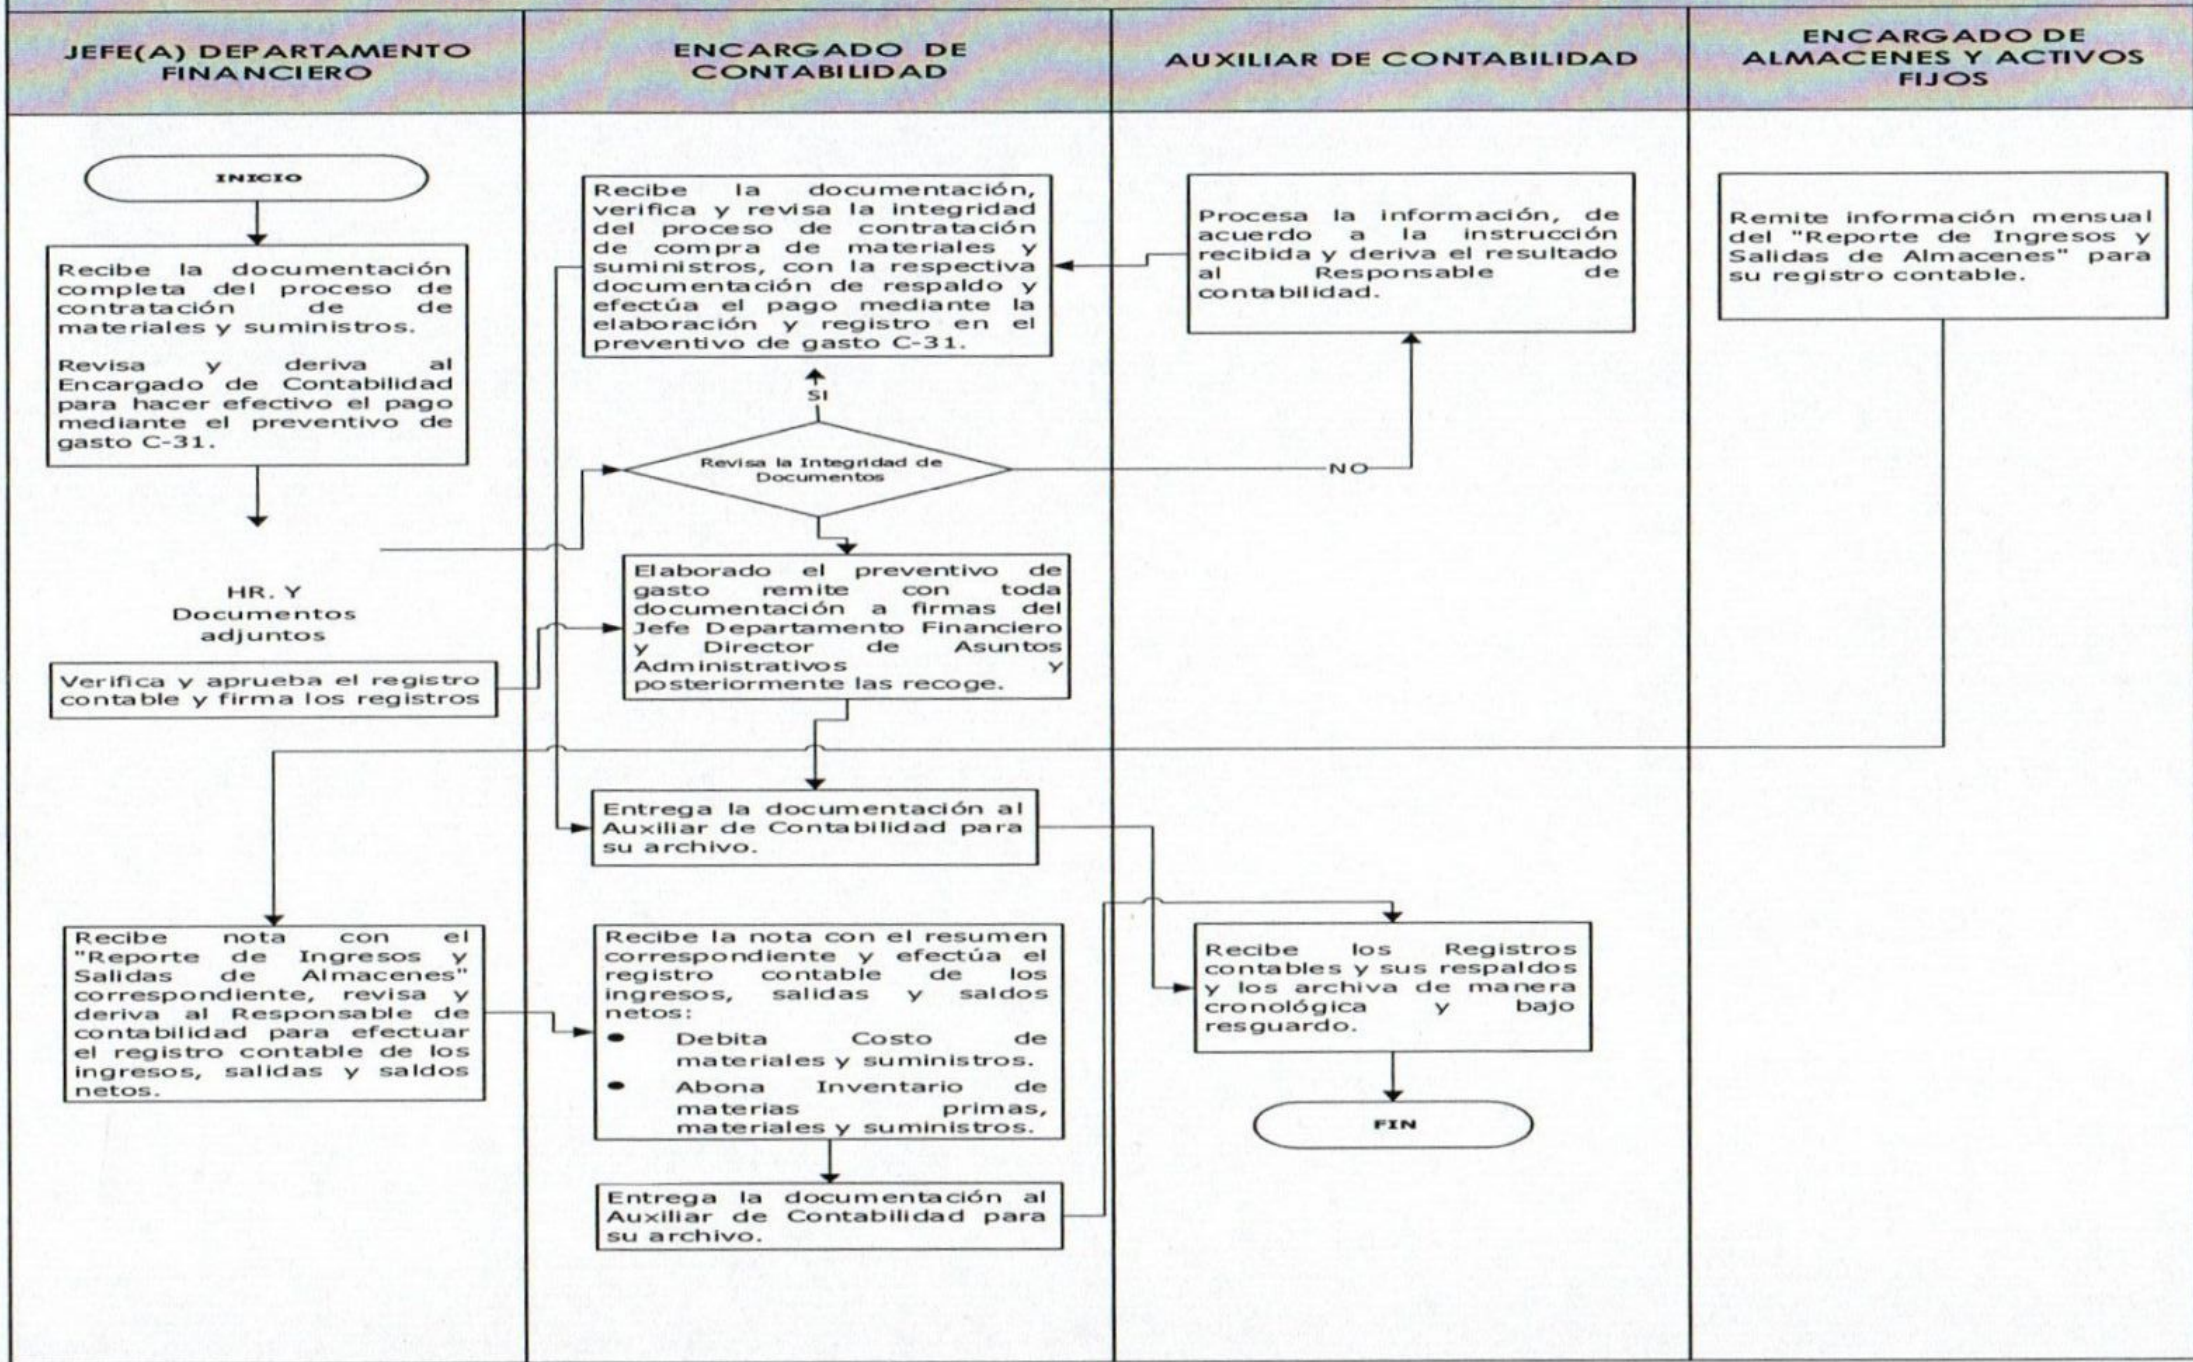 JEFE(A) DEPARTAMENTO
FINANCIERO
ENCARGADO DE
CONTABILIDAD
AUXILIAR DE CONTABILIDAD
ENCARGADO DE
ALMACENES Y ACTIVOS
FIJOS
INICIO
Recibe la documentación
completa del proceso de
contratación de de
materiales y suministros.
Revisa y deriva al
Encargado de Contabilidad
para hacer efectivo el pago
mediante el preventivo de
gasto C-31.
HR. Y
Documentos
adjuntos
Verifica y aprueba el registro
contable y firma los registros
Recibe nota con el
"Reporte de Ingresos y
Salidas de Almacenes"
correspondiente, revisa y
deriva al Responsable de
contabilidad para efectuar
el registro contable de los
ingresos, salidas y saldos
netos.
Recibe la documentación,
verifica y revisa la integridad
del proceso de contratación
de compra de materiales y
suministros, con la respectiva
documentación de respaldo y
efectúa el pago mediante la
elaboración y registro en el
preventivo de gasto C-31.
SI
Revisa la Integridad de
Documentos
NO
Elaborado el preventivo de
gasto remite con toda
documentación a firmas del
Jefe Departamento Financiero
y Director de Asuntos
Administrativos y
posteriormente las recoge.
Entrega la documentación al
Auxiliar de Contabilidad para
su archivo.
Recibe la nota con el resumen
correspondiente y efectúa el
registro contable de los
ingresos, salidas y saldos
netos:
● Debita Costo de
materiales y suministros.
● Abona Inventario de
materias primas,
materiales y suministros.
Entrega la documentación al
Auxiliar de Contabilidad para
su archivo.
Procesa la información, de
acuerdo a la instrucción
recibida y deriva el resultado
al Responsable de
contabilidad.
Recibe los Registros
contables y sus respaldos
y los archiva de manera
cronológica y bajo
resguardo.
FIN
Remite información mensual
del "Reporte de Ingresos y
Salidas de Almacenes" para
su registro contable.